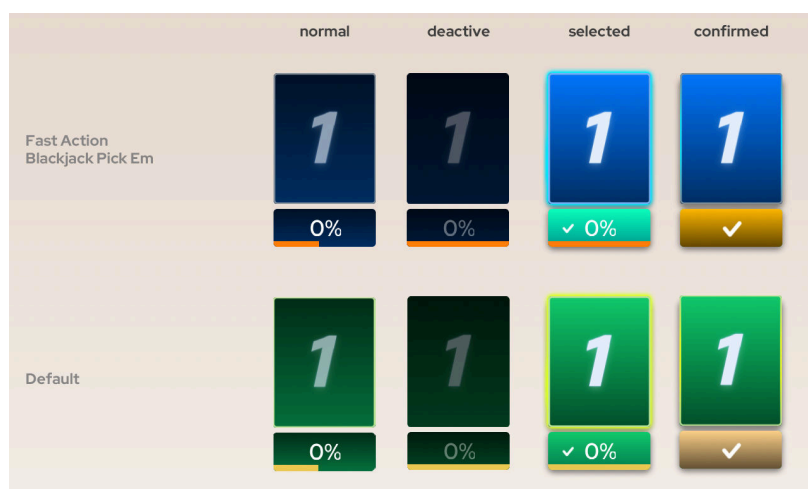 normal deactive selected confirmed
Fast Action
Blackjack Pick Em
1 1 1 1
0% 0% 0%
Default
1 1 1 1
0% 0% 0%